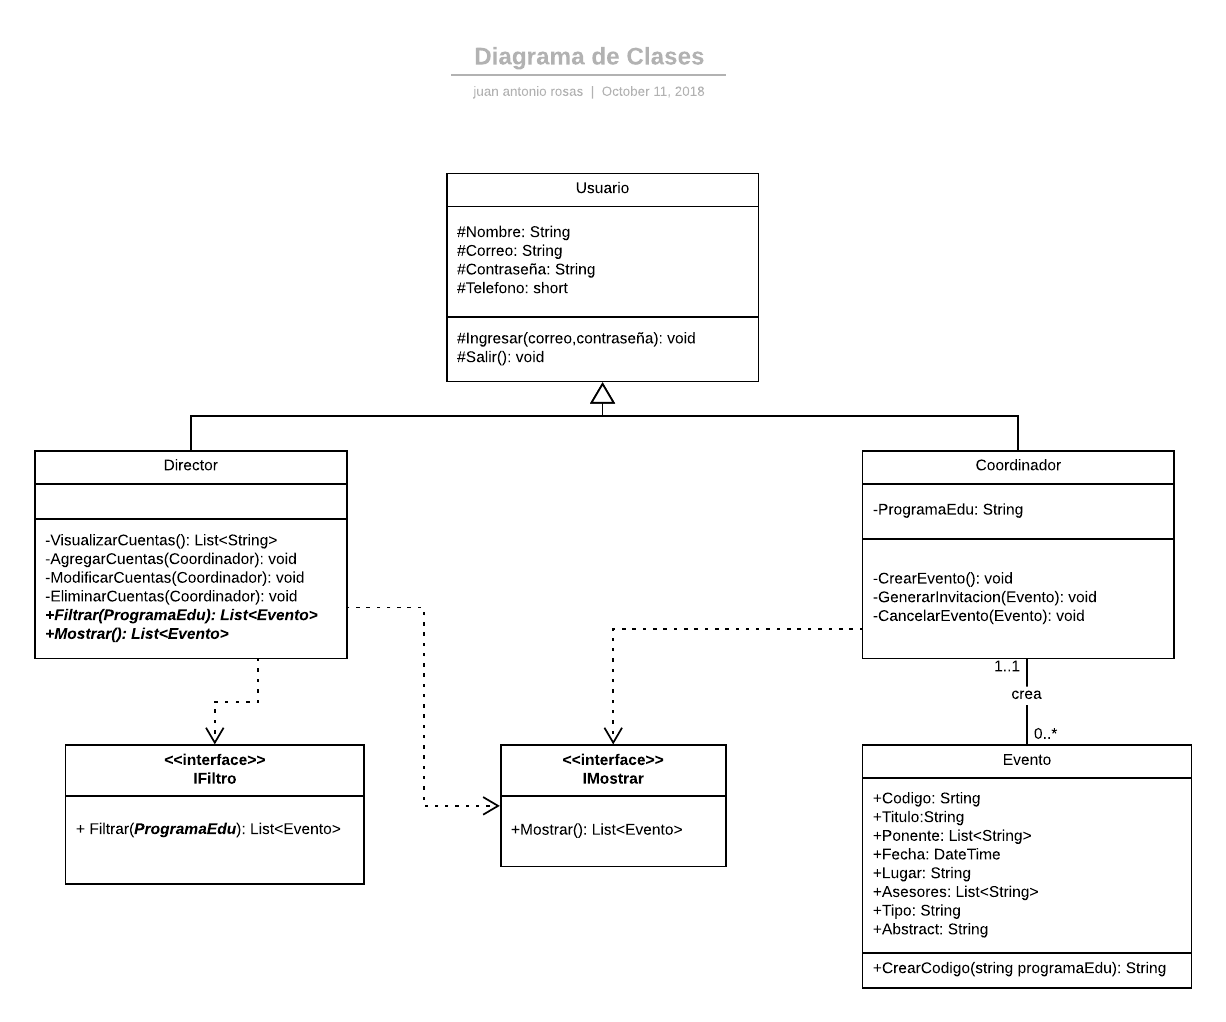 Diagrama de Clases
juan antonio rosas | October 11, 2018
Usuario
#Nombre: String
#Correo: String
#Contraseña: String
#Telefono: short
#Ingresar(correo,contraseña): void
#Salir(): void
Director
-VisualizarCuentas(): List<String>
-AgregarCuentas(Coordinador): void
-ModificarCuentas(Coordinador): void
-EliminarCuentas(Coordinador): void
+Filtrar(ProgramaEdu): List<Evento>
+Mostrar(): List<Evento>
Coordinador
-ProgramaEdu: String
-CrearEvento(): void
-GenerarInvitacion(Evento): void
-CancelarEvento(Evento): void
1..1
crea
0..*
<<interface>>
IFiltro
+ Filtrar(ProgramaEdu): List<Evento>
<<interface>>
IMostrar
+Mostrar(): List<Evento>
Evento
+Codigo: Srting
+Titulo:String
+Ponente: List<String>
+Fecha: DateTime
+Lugar: String
+Asesores: List<String>
+Tipo: String
+Abstract: String
+CrearCodigo(string programaEdu): String